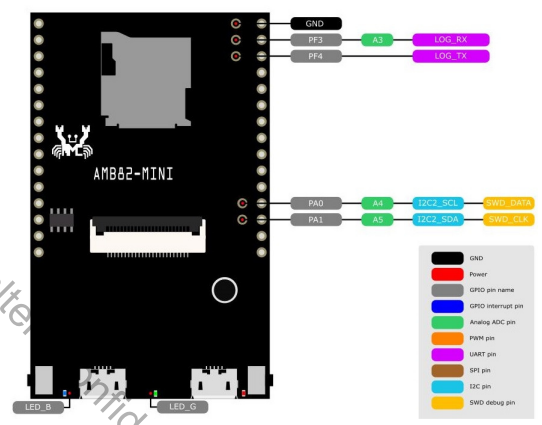 GND
PF3 A3 LOG_RX
PF4 LOG_TX
AMB82-MINI
PA0 A4 I2C2_SCL SWD_DATA
PA1 A5 I2C2_SDA SWD_CLK
GND
Power
GPIO pin name
GPIO interrupt pin
Analog ADC pin
PWM pin
UART pin
SPI pin
I2C pin
SWD debug pin
LED_B LED_G